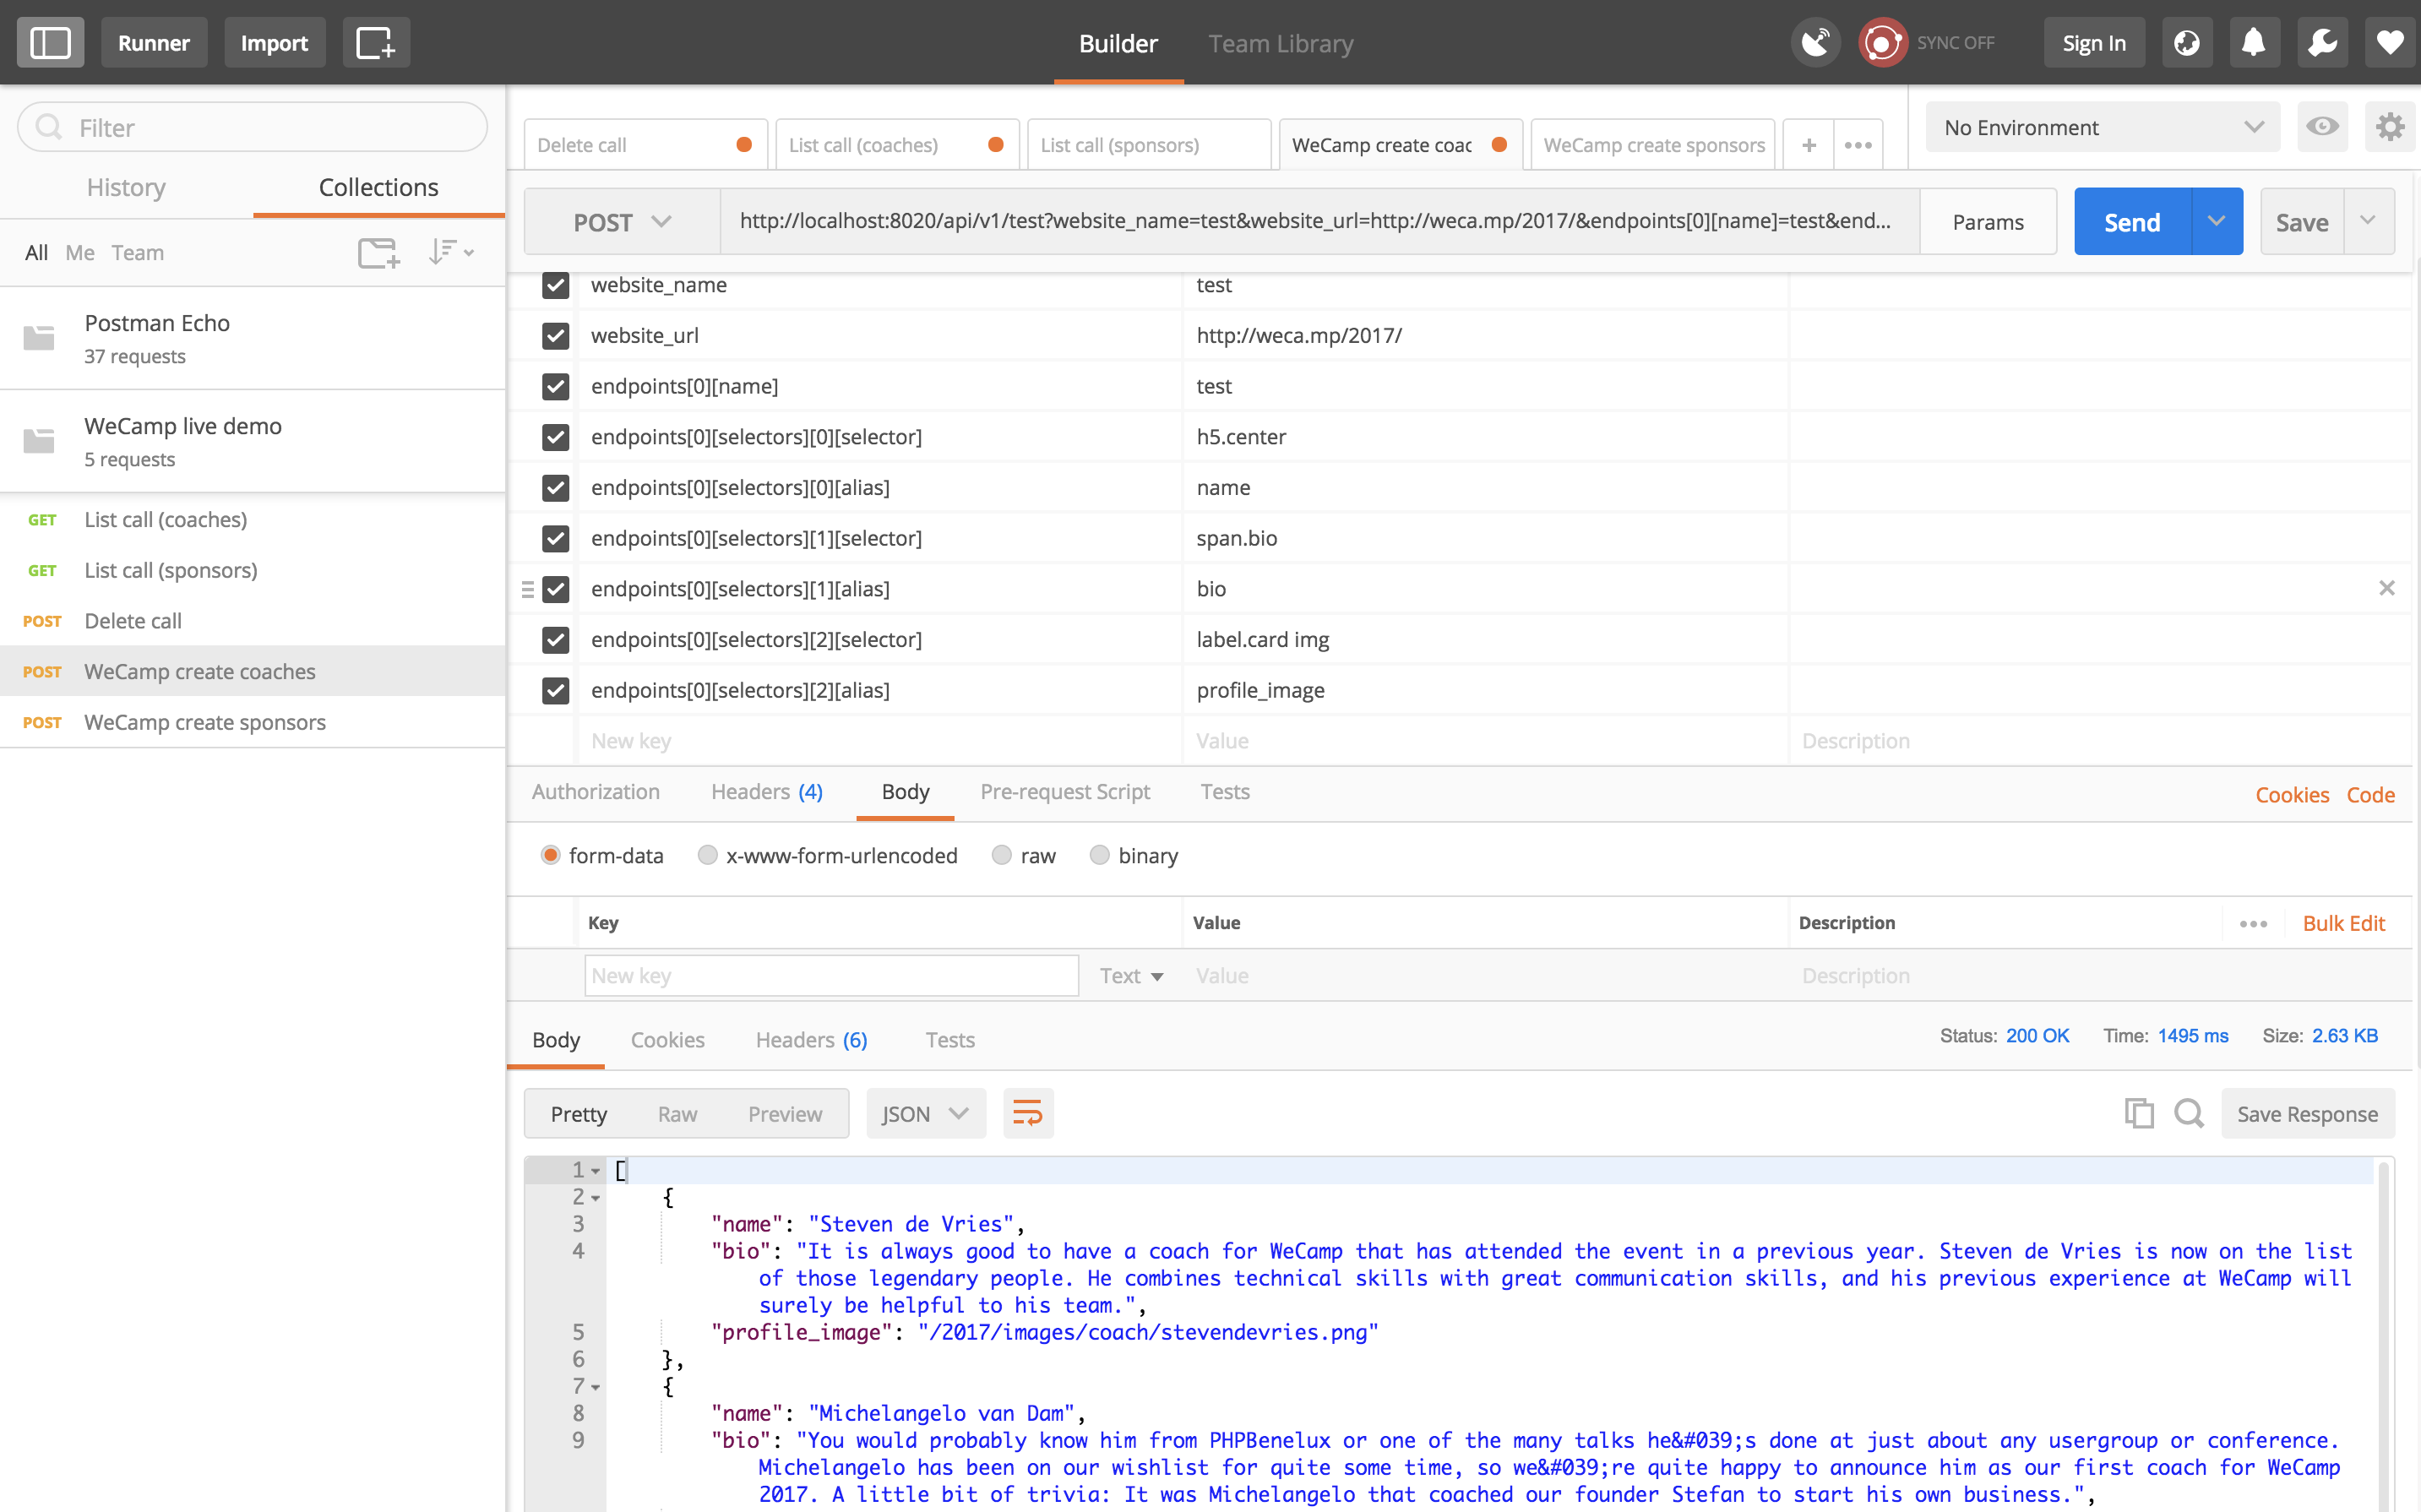 Runner
Import
Builder
Team Library
SYNC OFF
Sign In
Filter
History
Collections
All
Me
Team
Postman Echo
37 requests
WeCamp live demo
5 requests
GET List call (coaches)
GET List call (sponsors)
POST Delete call
POST WeCamp create coaches
POST WeCamp create sponsors
Delete call
List call (coaches)
List call (sponsors)
WeCamp create coac
WeCamp create sponsors
No Environment
POST
http://localhost:8020/api/v1/test?website_name=test&website_url=http://weca.mp/2017/&endpoints[0][name]=test&end...
Params
Send
Save
website_name test
website_url http://weca.mp/2017/
endpoints[0][name] test
endpoints[0][selectors][0][selector] h5.center
endpoints[0][selectors][0][alias] name
endpoints[0][selectors][1][selector] span.bio
endpoints[0][selectors][1][alias] bio
endpoints[0][selectors][2][selector] label.card img
endpoints[0][selectors][2][alias] profile_image
New key Value Description
Authorization Headers (4) Body Pre-request Script Tests Cookies Code
form-data x-www-form-urlencoded raw binary
Key Value Description Bulk Edit
New key Text Value Description
Body Cookies Headers (6) Tests Status: 200 OK Time: 1495 ms Size: 2.63 KB
Pretty Raw Preview JSON Save Response
1 [
2 {
3 "name": "Steven de Vries",
4 "bio": "It is always good to have a coach for WeCamp that has attended the event in a previous year. Steven de Vries is now on the list
of those legendary people. He combines technical skills with great communication skills, and his previous experience at WeCamp will
surely be helpful to his team.",
5 "profile_image": "/2017/images/coach/stevendevries.png"
6 },
7 {
8 "name": "Michelangelo van Dam",
9 "bio": "You would probably know him from PHPBenelux or one of the many talks he&#039;s done at just about any usergroup or conference.
Michelangelo has been on our wishlist for quite some time, so we&#039;re quite happy to announce him as our first coach for WeCamp
2017. A little bit of trivia: It was Michelangelo that coached our founder Stefan to start his own business.",